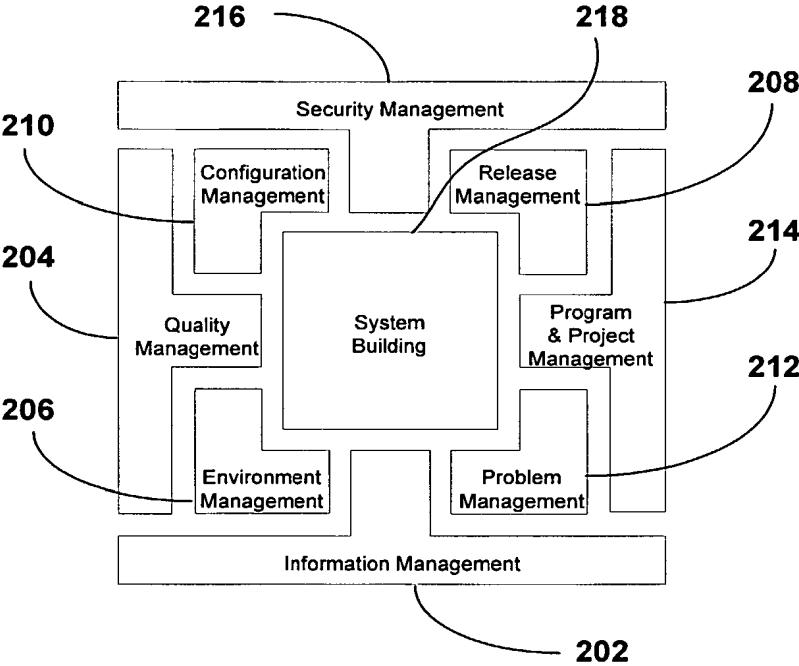 216
218
Security Management
208
210
Configuration
Management
Release
Management
204
214
Quality
Management
System
Building
Program
& Project
Management
212
206
Environment
Management
Problem
Management
Information Management
202